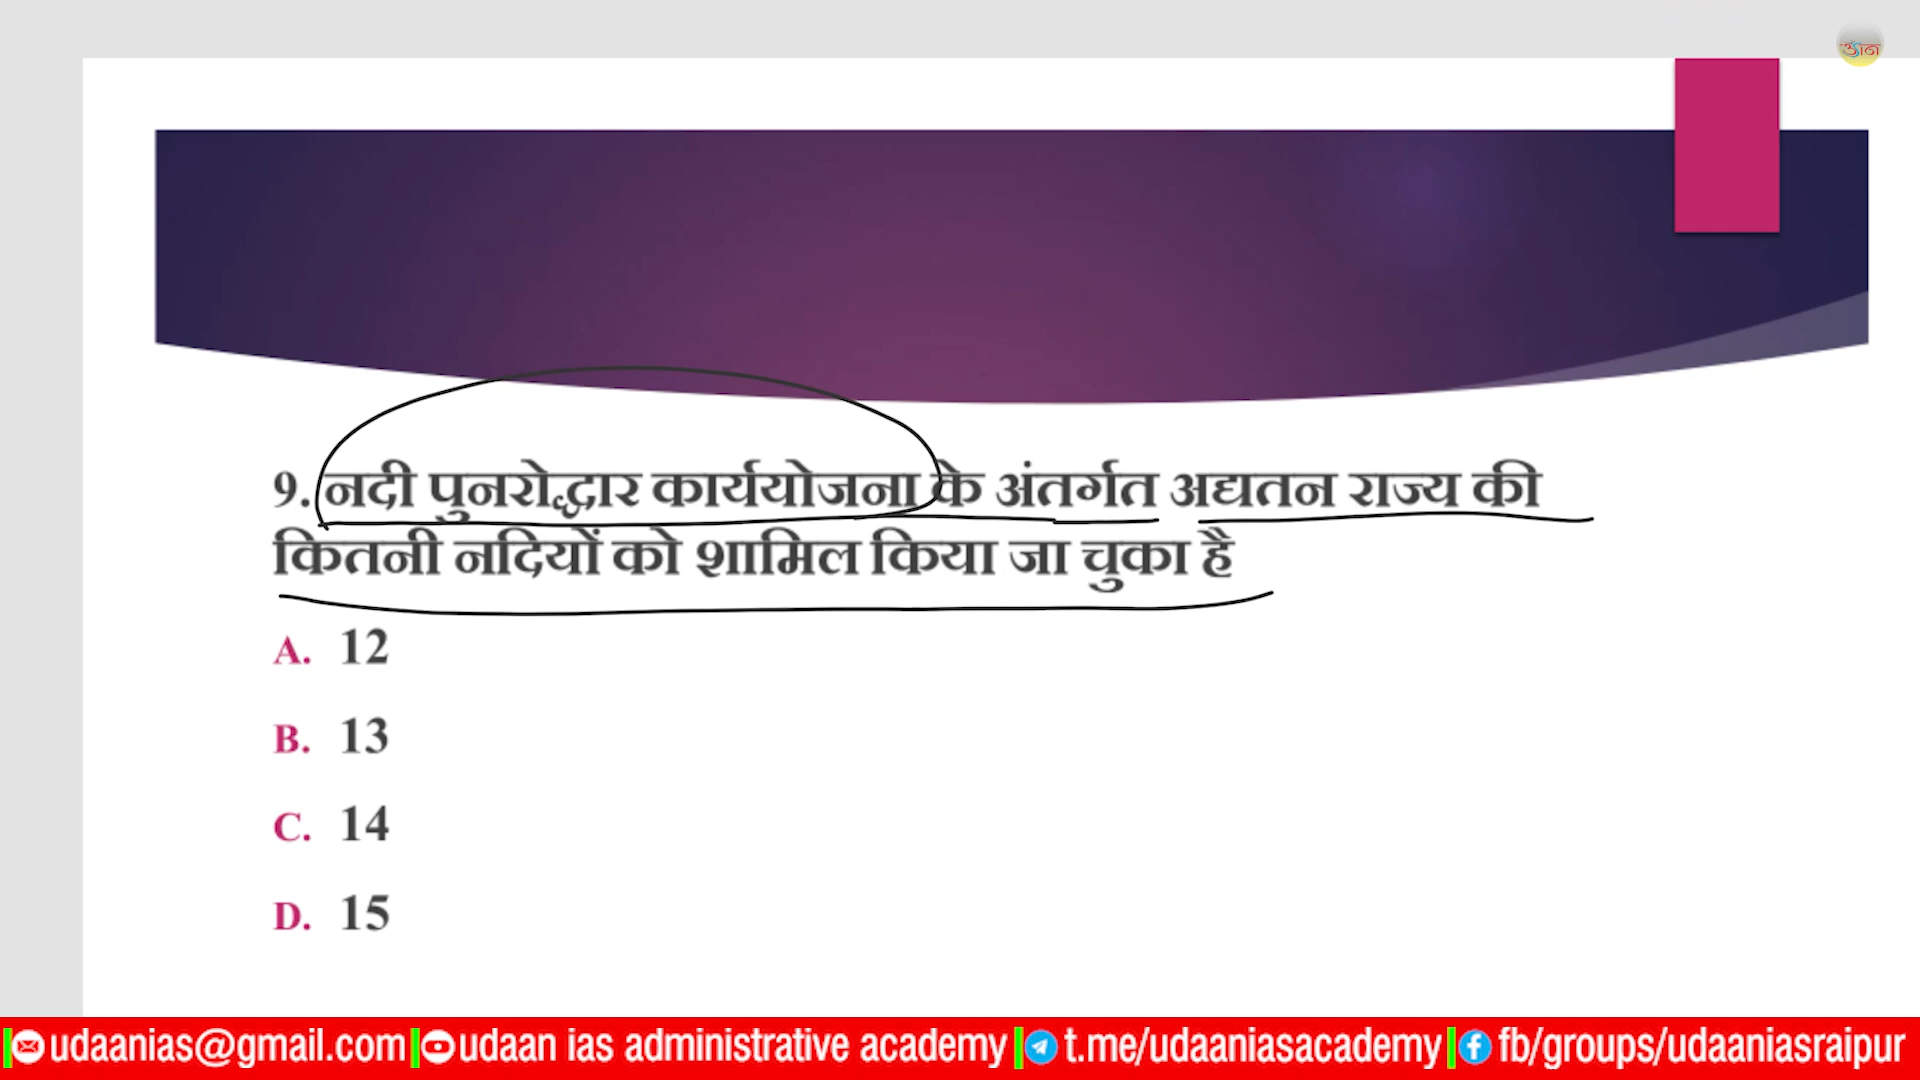 उड़ान
9. नदी पुनरोद्धार कार्ययोजना के अंतर्गत अद्यतन राज्य की
कितनी नदियों को शामिल किया जा चुका है
A. 12
B. 13
C. 14
D. 15
udaanias@gmail.com udaan ias administrative academy t.me/udaaniasacademy fb/groups/udaaniasraipur